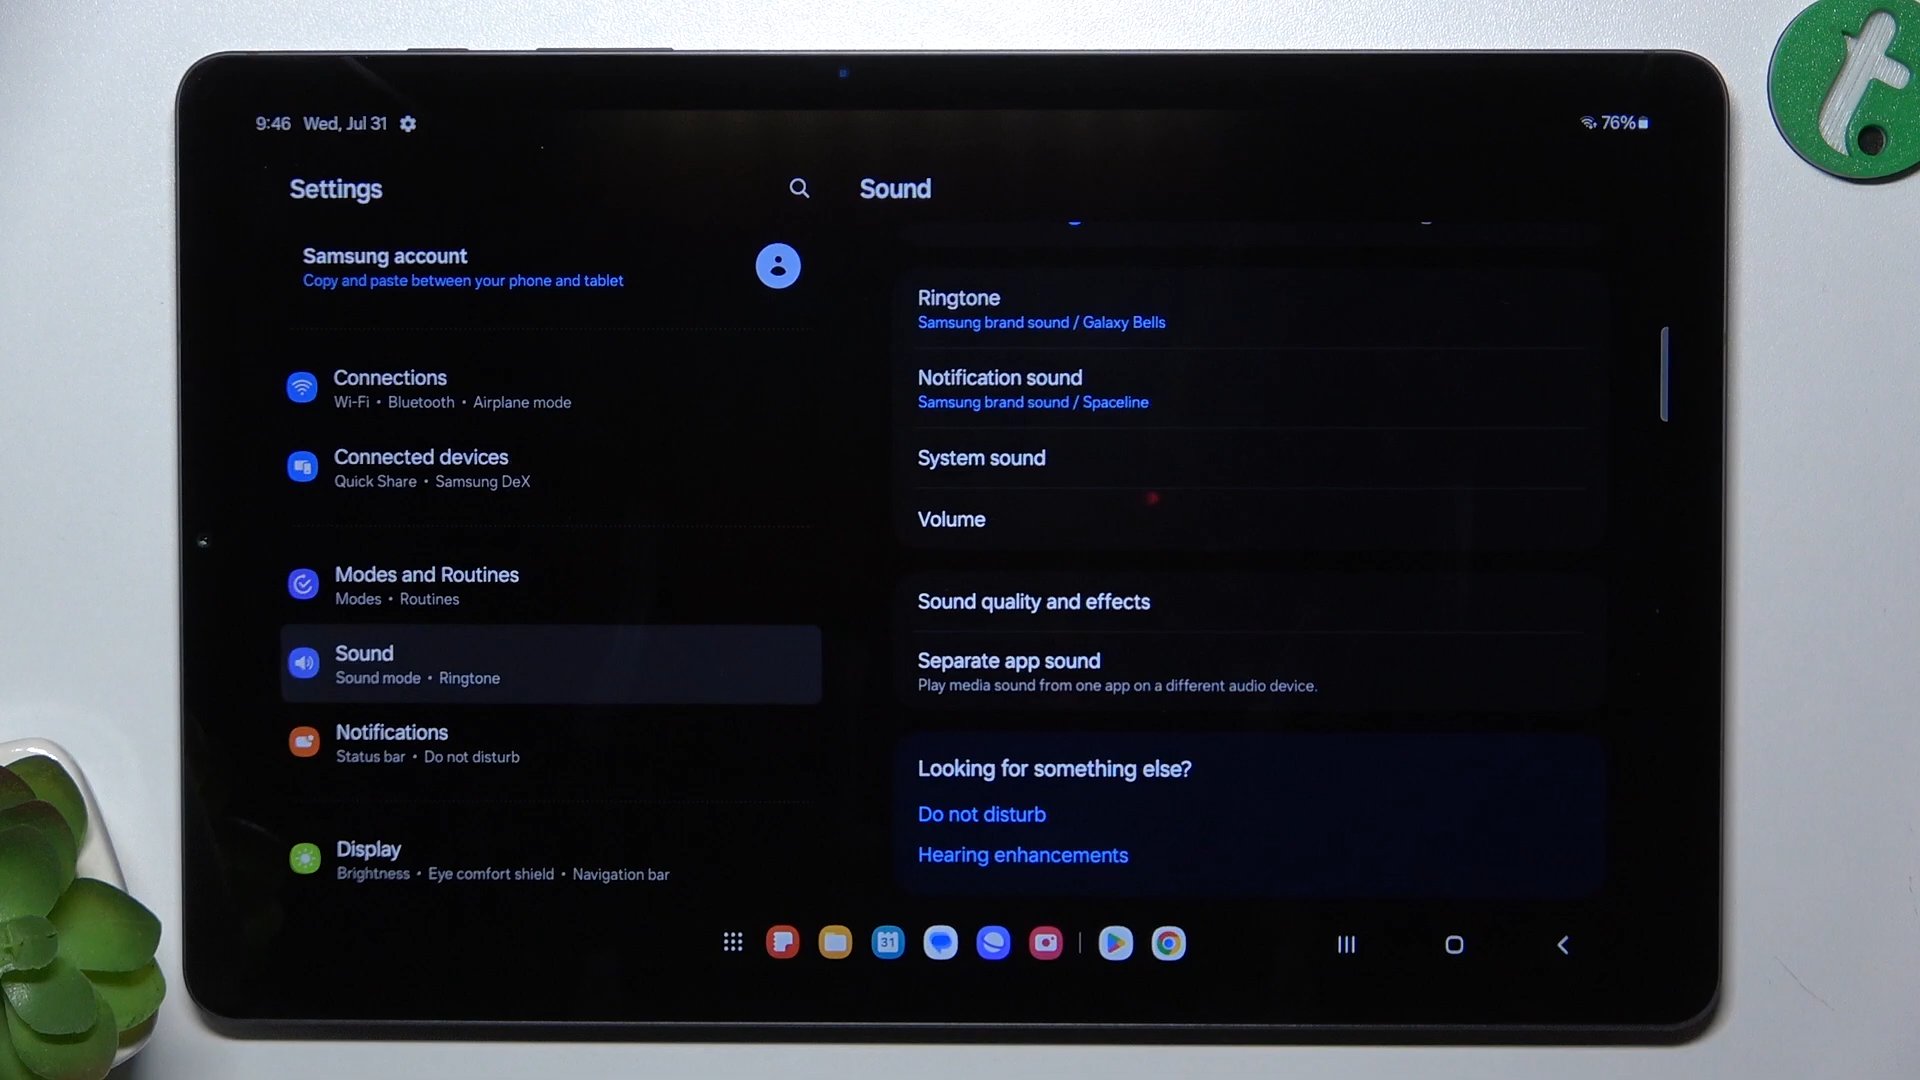 9:46 Wed, Jul 31
76%
Settings
Samsung account
Copy and paste between your phone and tablet
Connections
Wi-Fi • Bluetooth • Airplane mode
Connected devices
Quick Share • Samsung DeX
Modes and Routines
Modes • Routines
Sound
Sound mode • Ringtone
Notifications
Status bar • Do not disturb
Display
Brightness • Eye comfort shield • Navigation bar
Sound
Ringtone
Samsung brand sound / Galaxy Bells
Notification sound
Samsung brand sound / Spaceline
System sound
Volume
Sound quality and effects
Separate app sound
Play media sound from one app on a different audio device.
Looking for something else?
Do not disturb
Hearing enhancements
31